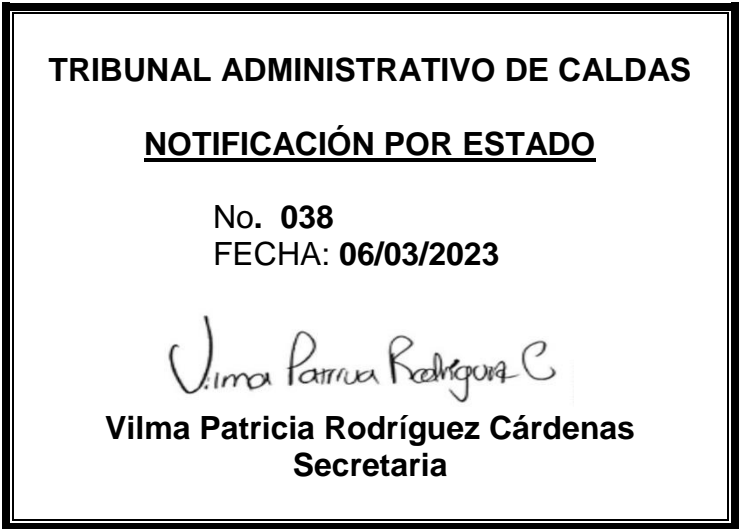 TRIBUNAL ADMINISTRATIVO DE CALDAS
NOTIFICACIÓN POR ESTADO
No. 038
FECHA: 06/03/2023
Vilma Patricia Rodríguez C
Vilma Patricia Rodríguez Cárdenas
Secretaria